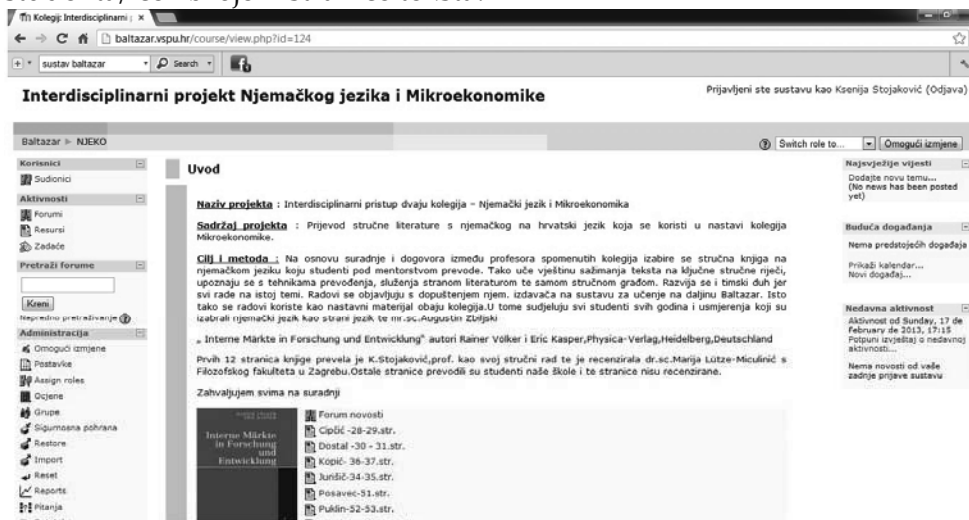 Kolegij: Interdisciplinarni p
baltazar.vspu.hr/course/view.php?id=124
sustav baltazar Search
Interdisciplinarni projekt Njemačkog jezika i Mikroekonomike
Prijavljeni ste sustavu kao Ksenija Stojaković (Odjava)
Baltazar ► NJEKO
Switch role to... Omogući izmjene
Korisnici
Sudionici
Aktivnosti
Forumi
Resursi
Zadaće
Pretraži forume
Kreni
Napredno pretraživanje
Administracija
Omogući izmjene
Postavke
Assign roles
Ocjene
Grupe
Sigurnosna pohrana
Restore
Import
Reset
Reports
Pitanja
Uvod
Naziv projekta : Interdisciplinarni pristup dvaju kolegija – Njemački jezik i Mikroekonomika
Sadržaj projekta : Prijevod stručne literature s njemačkog na hrvatski jezik koja se koristi u nastavi kolegija
Mikroekonomike.
Cilj i metoda : Na osnovu suradnje i dogovora između profesora spomenutih kolegija izabire se stručna knjiga na
njemačkom jeziku koju studenti pod mentorstvom prevode. Tako uče vještinu sažimanja teksta na ključne stručne riječi,
upoznaju se s tehnikama prevođenja, služenja stranom literaturom te samom stručnom građom. Razvija se i timski duh jer
svi rade na istoj temi. Radovi se objavljuju s dopuštenjem njem. izdavača na sustavu za učenje na daljinu Baltazar. Isto
tako se radovi koriste kao nastavni materijal obaju kolegija.U tome sudjeluju svi studenti svih godina i usmjerenja koji su
izabrali njemački jezik kao strani jezik te mr.sc.Augustin Zbiljski
„ Interne Märkte in Forschung und Entwicklung" autori Rainer Völker i Eric Kasper,Physica-Verlag,Heidelberg,Deutschland
Prvih 12 stranica knjige prevela je K.Stojaković,prof. kao svoj stručni rad te je recenzirala dr.sc.Marija Lütze-Miculinić s
Filozofskog fakulteta u Zagrebu.Ostale stranice prevodili su studenti naše škole i te stranice nisu recenzirane.
Zahvaljujem svima na suradnji
Interne Märkte
in Forschung
und
Entwicklung
Forum novosti
Cipčić -28-29.str.
Dostal -30 - 31.str.
Kopić- 36-37.str.
Jurišić-34-35.str.
Posavec-51.str.
Puklin-52-53.str.
Najsvježije vijesti
Dodajte novu temu...
(No news has been posted
yet)
Buduća događanja
Nema predstojećih događaja
Prikaži kalendar...
Novi događaj...
Nedavna aktivnost
Aktivnost od Sunday, 17 de
February de 2013, 17:15
Potpuni izvještaj o nedavnoj
aktivnosti...
Nema novosti od vaše
zadnje prijave sustavu